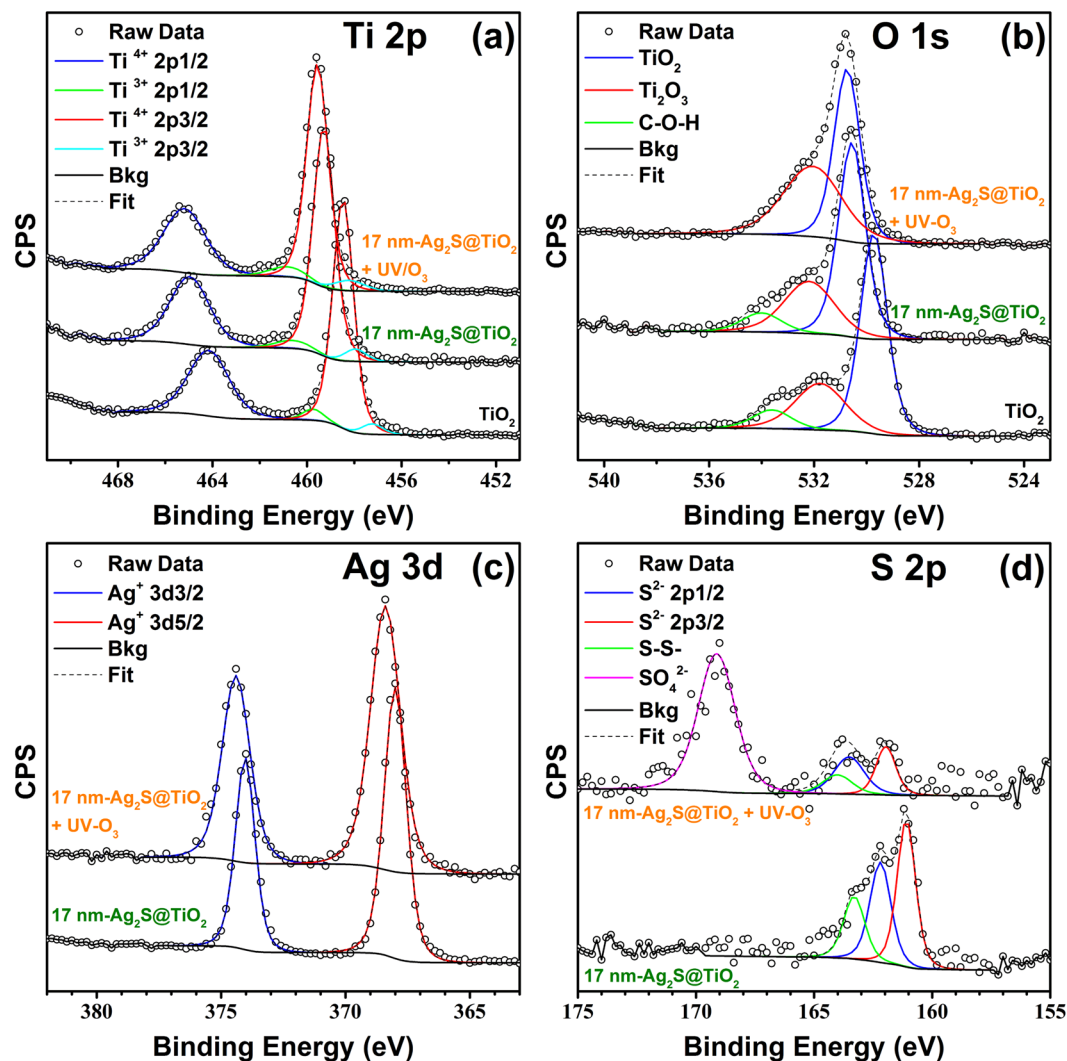 Ti 2p (a)
Raw Data
Ti ⁴⁺ 2p1/2
Ti ³⁺ 2p1/2
Ti ⁴⁺ 2p3/2
Ti ³⁺ 2p3/2
Bkg
Fit
17 nm-Ag₂S@TiO₂
+ UV/O₃
17 nm-Ag₂S@TiO₂
TiO₂
CPS
468 464 460 456 452
Binding Energy (eV)
O 1s (b)
Raw Data
TiO₂
Ti₂O₃
C-O-H
Bkg
Fit
17 nm-Ag₂S@TiO₂
+ UV-O₃
17 nm-Ag₂S@TiO₂
TiO₂
CPS
540 536 532 528 524
Binding Energy (eV)
Ag 3d (c)
Raw Data
Ag⁺ 3d3/2
Ag⁺ 3d5/2
Bkg
Fit
17 nm-Ag₂S@TiO₂
+ UV-O₃
17 nm-Ag₂S@TiO₂
CPS
380 375 370 365
Binding Energy (eV)
S 2p (d)
Raw Data
S²⁻ 2p1/2
S²⁻ 2p3/2
S-S-
SO₄²⁻
Bkg
Fit
17 nm-Ag₂S@TiO₂ + UV-O₃
17 nm-Ag₂S@TiO₂
CPS
175 170 165 160 155
Binding Energy (eV)